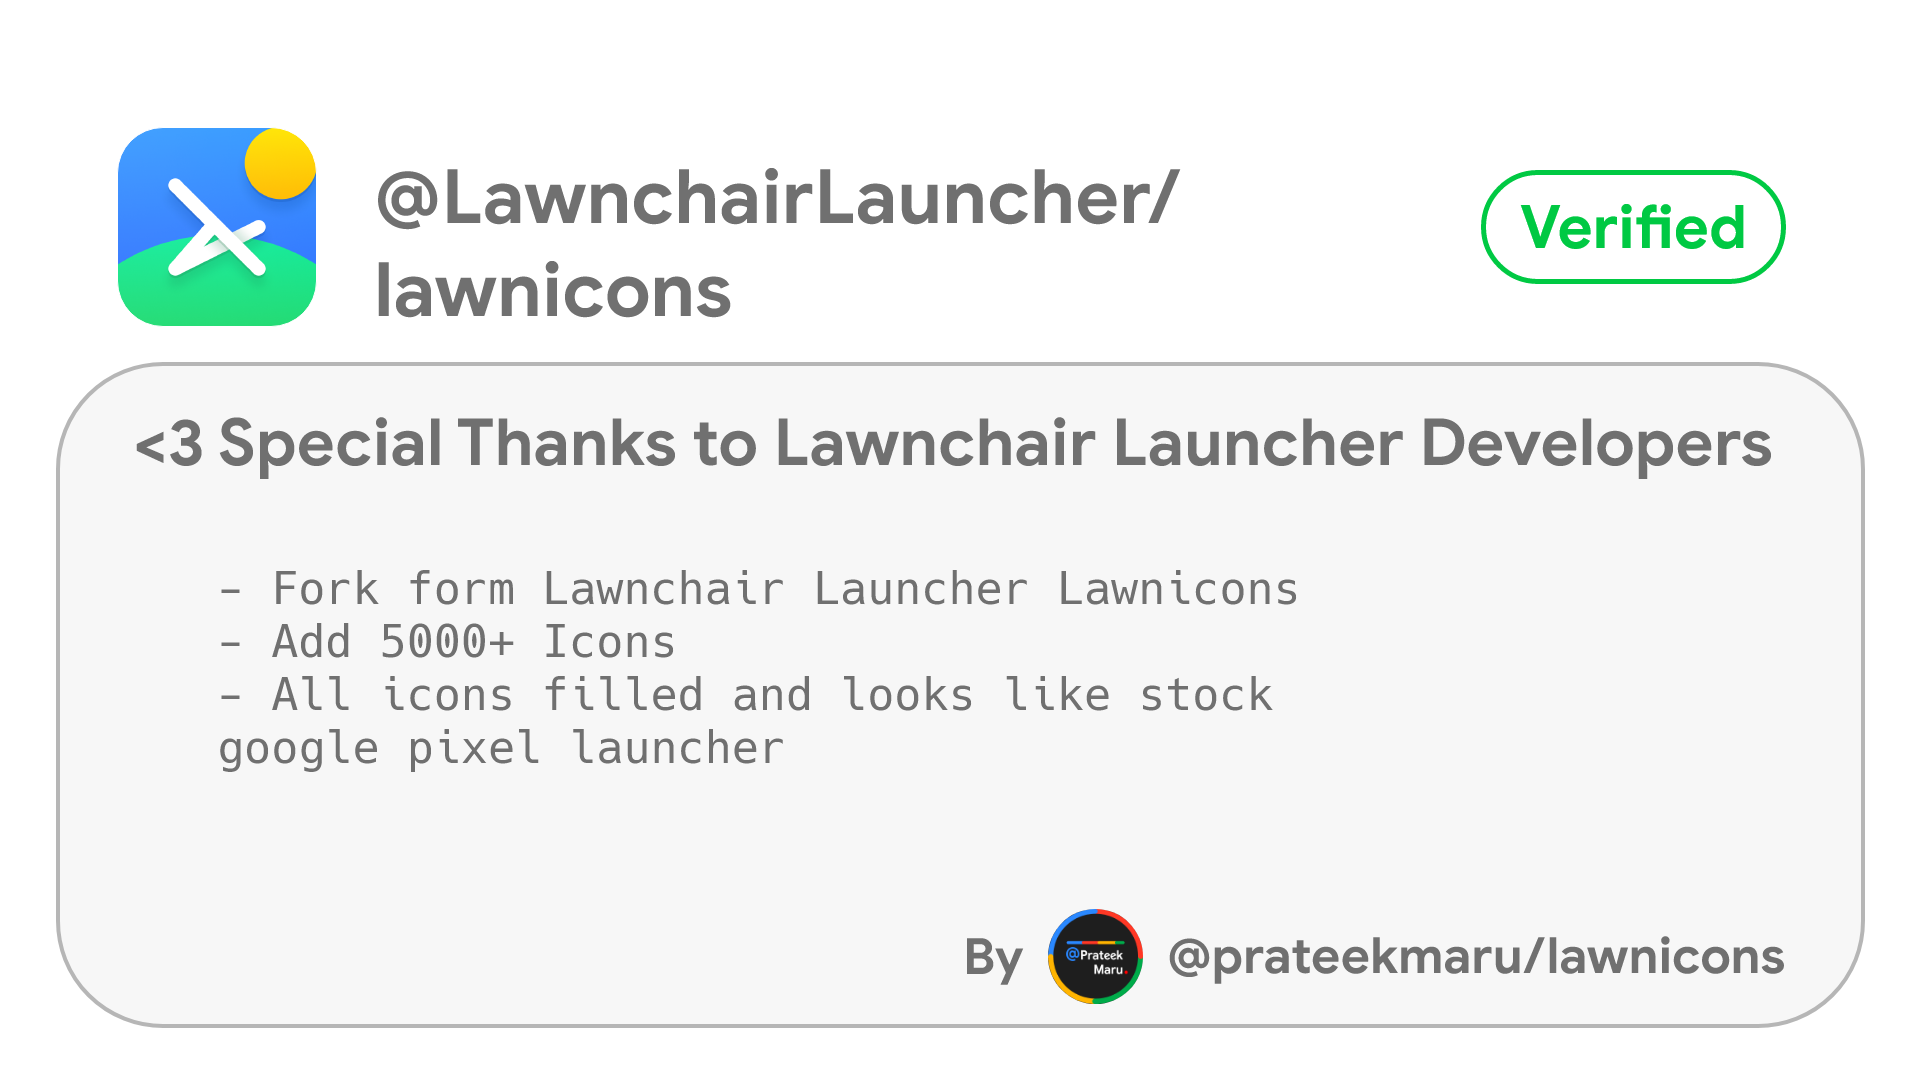 @LawnchairLauncher/
lawnicons
Verified
<3 Special Thanks to Lawnchair Launcher Developers
- Fork form Lawnchair Launcher Lawnicons
- Add 5000+ Icons
- All icons filled and looks like stock
google pixel launcher
By
@Prateek
Maru.
@prateekmaru/lawnicons